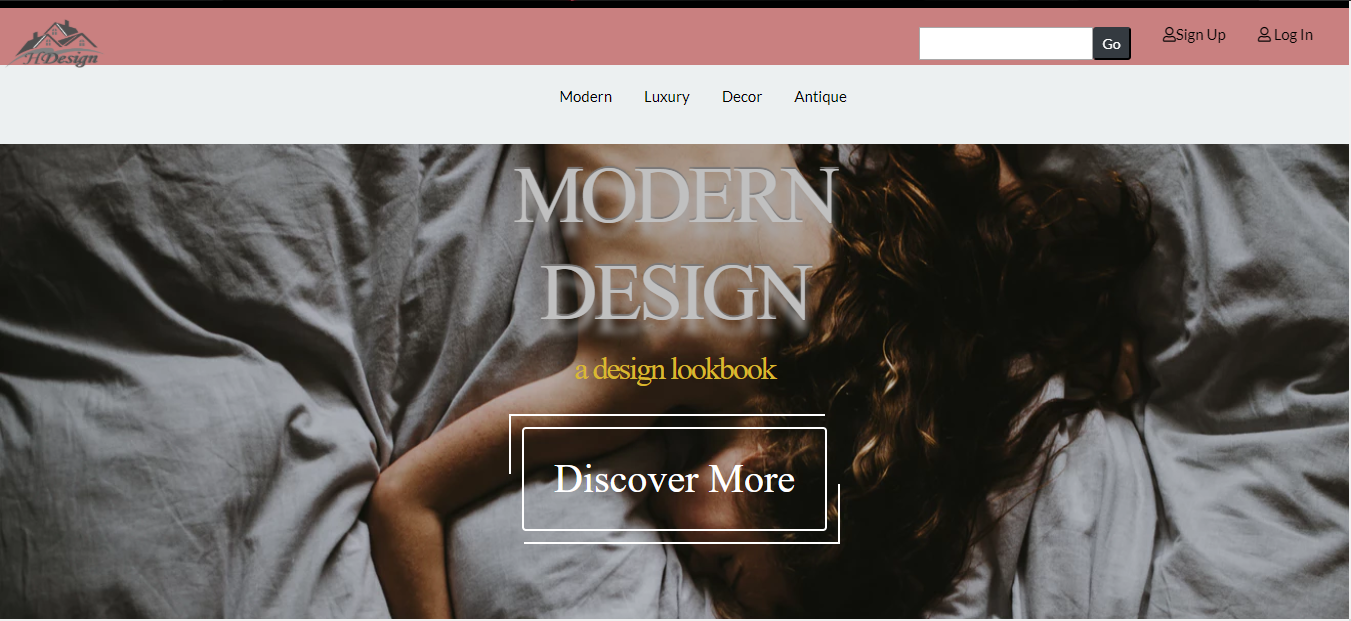 HDesign
Go
Sign Up
Log In
Modern
Luxury
Decor
Antique
MODERN
DESIGN
a design lookbook
Discover More